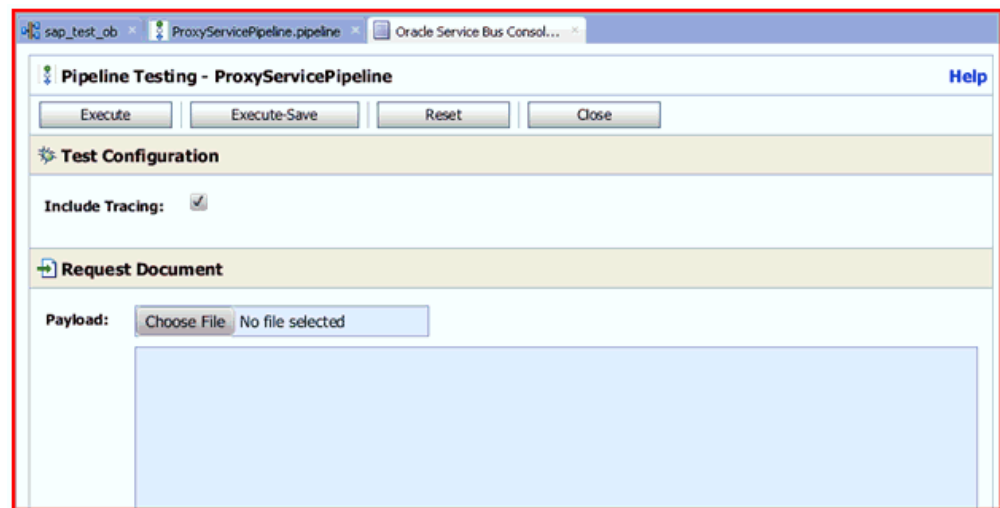 sap_test_ob ProxyServicePipeline.pipeline Oracle Service Bus Consol...
Pipeline Testing - ProxyServicePipeline Help
Execute Execute-Save Reset Close
Test Configuration
Include Tracing:
Request Document
Payload: Choose File No file selected